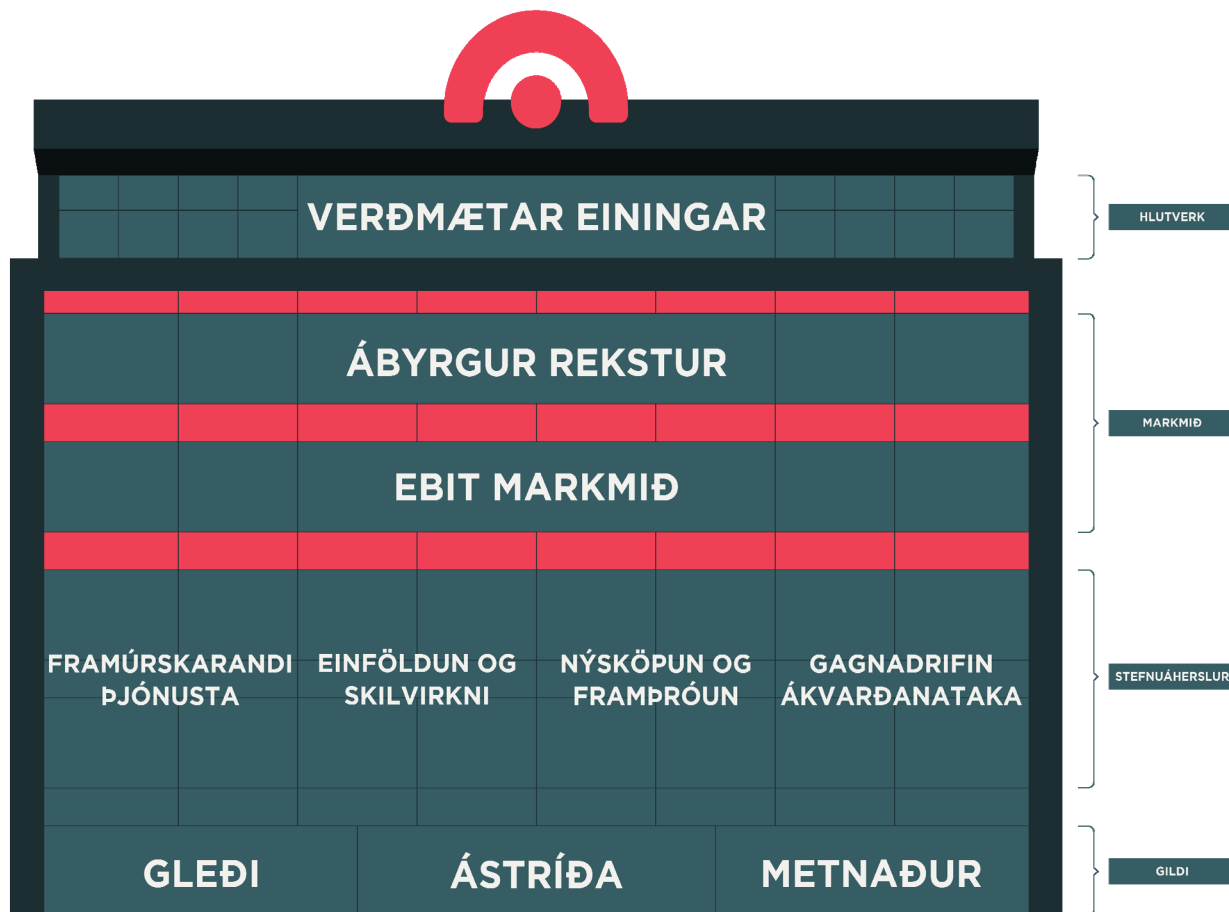 VERÐMÆTAR EININGAR
HLUTVERK
ÁBYRGUR REKSTUR
MARKMIÐ
EBIT MARKMIÐ
FRAMÚRSKARANDI
ÞJÓNUSTA
EINFÖLDUN OG
SKILVIRKNI
NÝSKÖPUN OG
FRAMÞRÓUN
GAGNADRIFIN
ÁKVARÐANATAKA
STEFNUÁHERSLUR
GLEÐI
ÁSTRÍÐA
METNAÐUR
GILDI